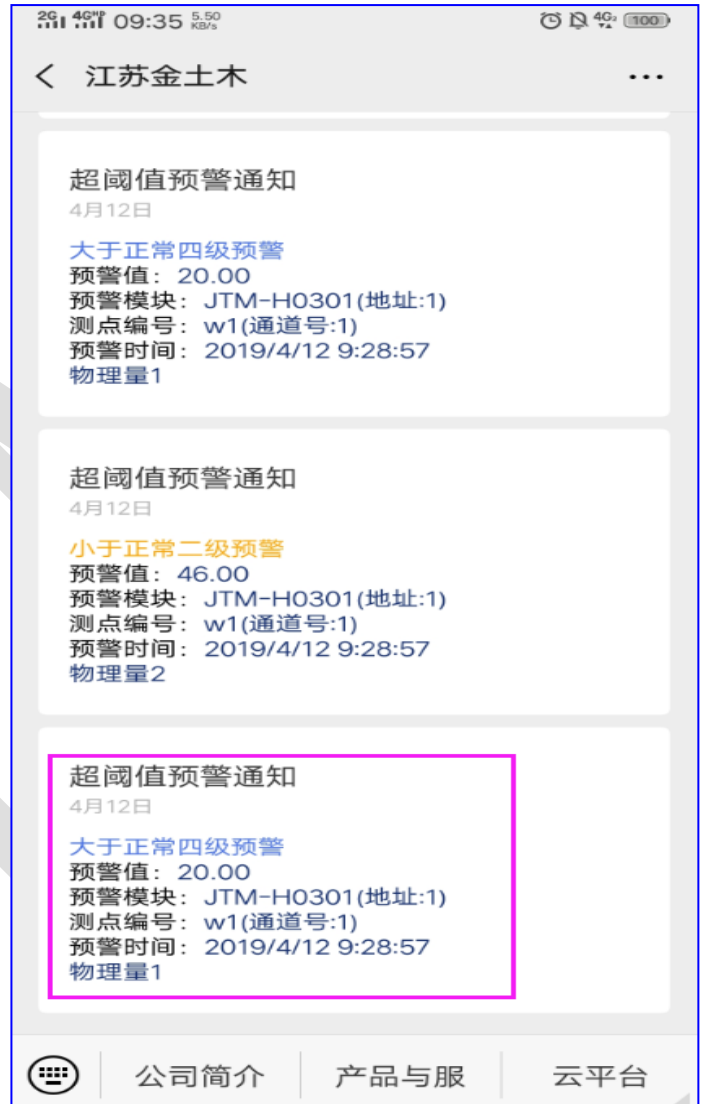 2G 4GHD 09:35 5.50 KB/s 4G 100
江苏金土木
超阈值预警通知
4月12日
大于正常四级预警
预警值：20.00
预警模块：JTM-H0301(地址:1)
测点编号：w1(通道号:1)
预警时间：2019/4/12 9:28:57
物理量1
超阈值预警通知
4月12日
小于正常二级预警
预警值：46.00
预警模块：JTM-H0301(地址:1)
测点编号：w1(通道号:1)
预警时间：2019/4/12 9:28:57
物理量2
超阈值预警通知
4月12日
大于正常四级预警
预警值：20.00
预警模块：JTM-H0301(地址:1)
测点编号：w1(通道号:1)
预警时间：2019/4/12 9:28:57
物理量1
公司简介 产品与服 云平台